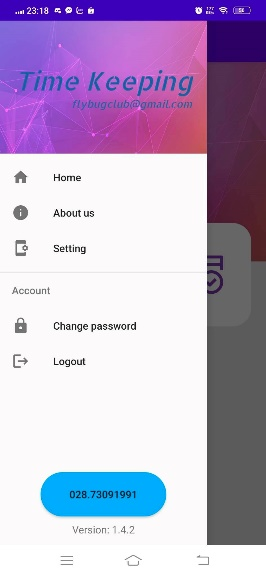 23:18
Time Keeping
flybugclub@gmail.com
Home
About us
Setting
Account
Change password
Logout
028.73091991
Version: 1.4.2